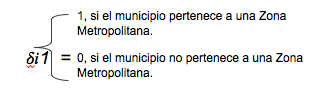 1, si el municipio pertenece a una Zona
Metropolitana.
δi1 = 0, si el municipio no pertenece a una Zona
Metropolitana.